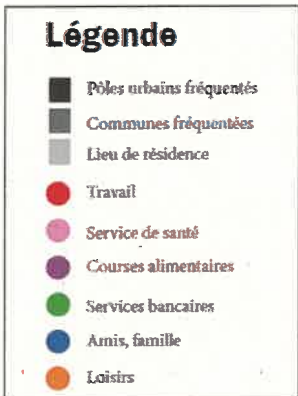 Légende
Pôles urbains fréquentés
Communes fréquentées
Lieu de résidence
Travail
Service de santé
Courses alimentaires
Services bancaires
Amis, famille
Loisirs